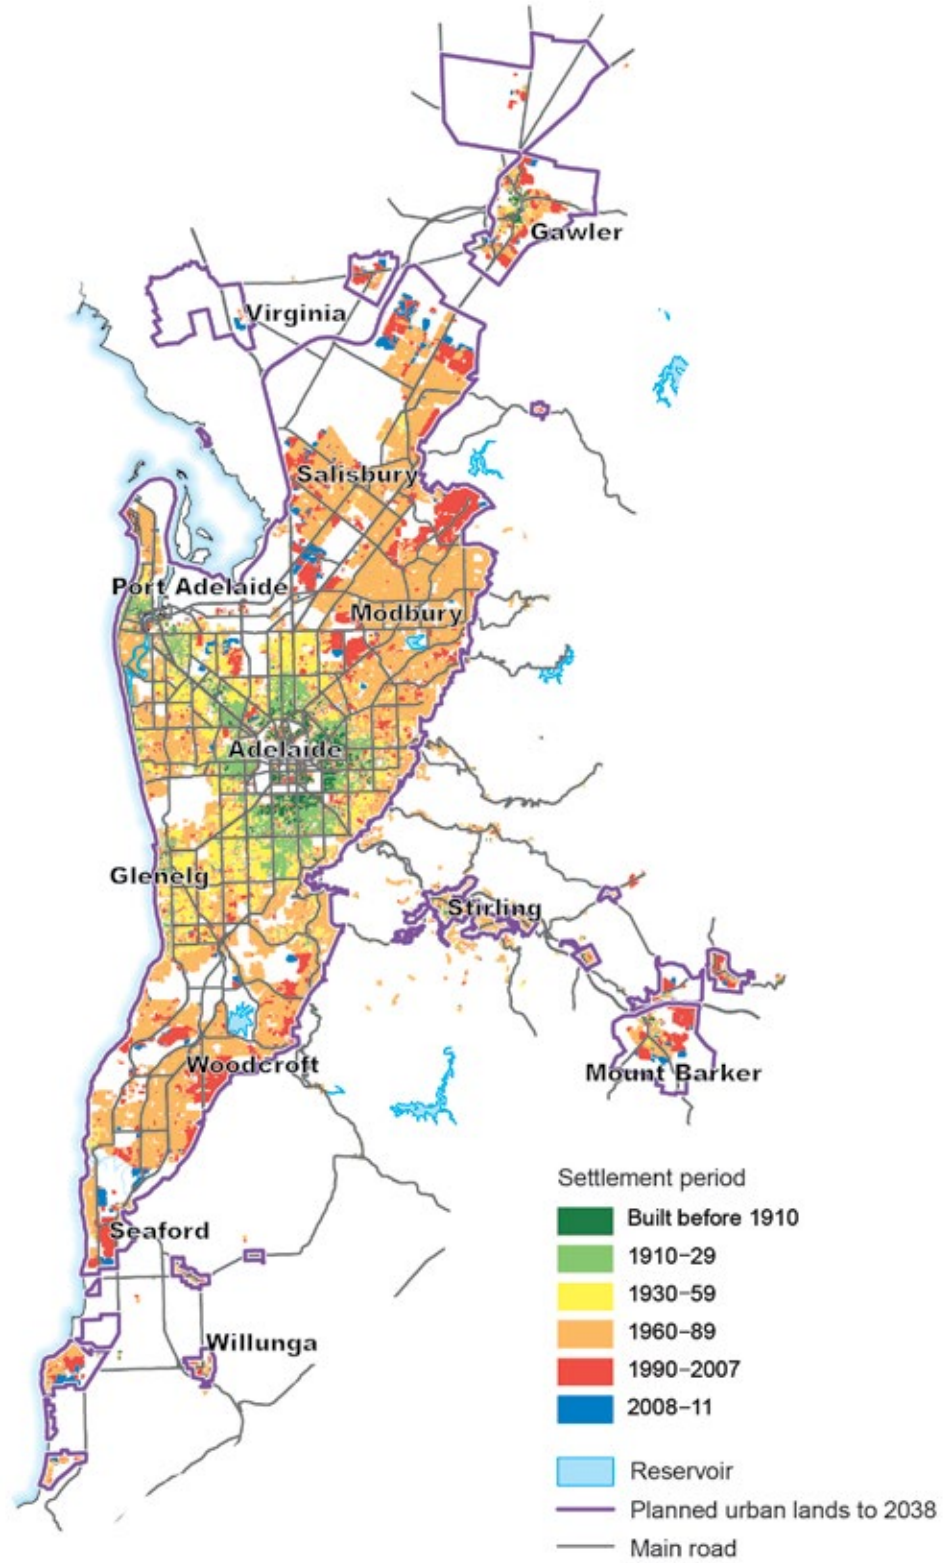 Gawler
Virginia
Salisbury
Port Adelaide
Modbury
Adelaide
Glenelg
Stirling
Woodcroft
Mount Barker
Seaford
Willunga
Settlement period
Built before 1910
1910–29
1930–59
1960–89
1990–2007
2008–11
Reservoir
Planned urban lands to 2038
Main road